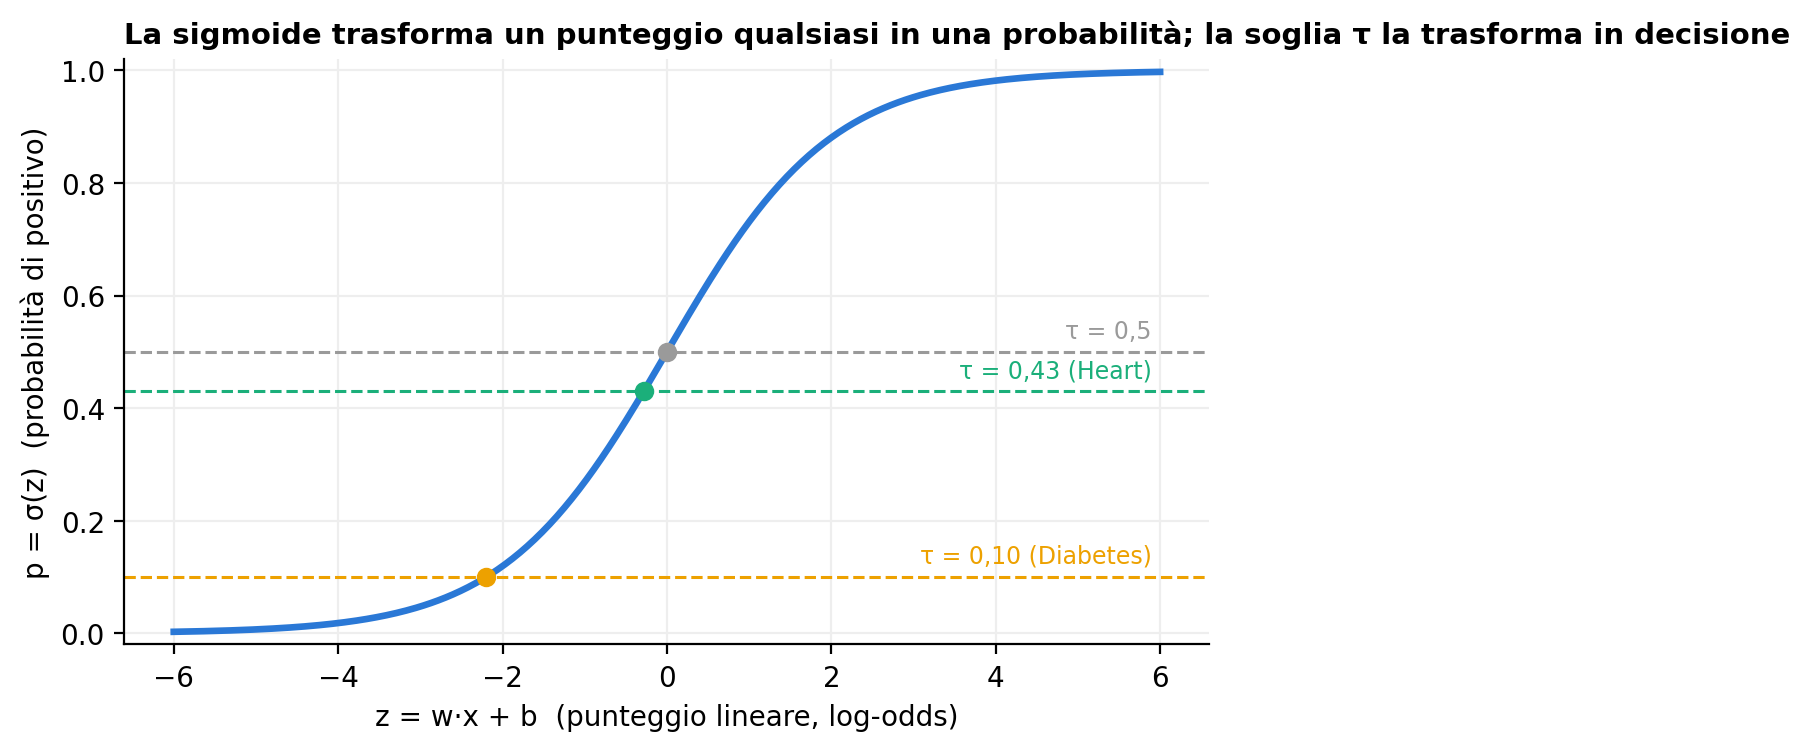 La sigmoide trasforma un punteggio qualsiasi in una probabilità; la soglia τ la trasforma in decisione
p = σ(z)  (probabilità di positivo)
1.0
0.8
0.6
0.4
0.2
0.0
τ = 0,5
τ = 0,43 (Heart)
τ = 0,10 (Diabetes)
−6 −4 −2 0 2 4 6
z = w·x + b  (punteggio lineare, log-odds)